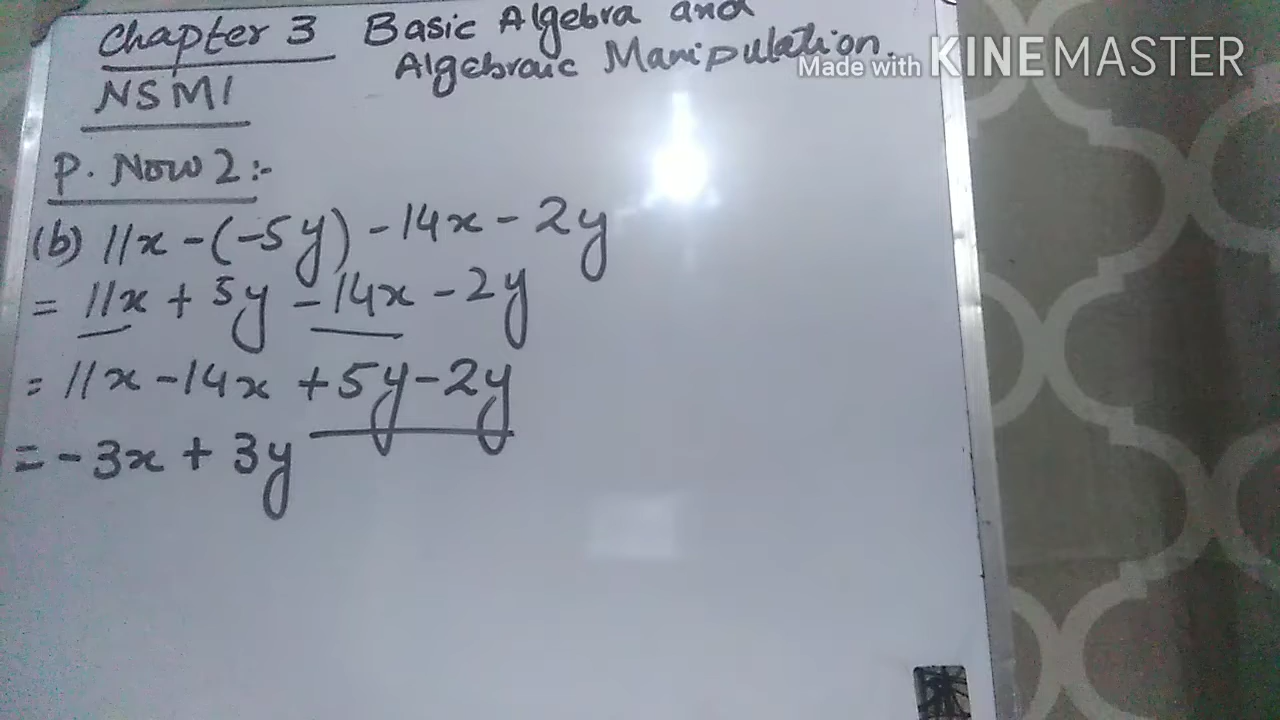 Chapter 3 Basic Algebra and
Algebraic Manipulation.
Made with KINEMASTER
NSM1
P. Now 2:-
(b) 11x -(-5y) -14x - 2y
= 11x + 5y - 14x - 2y
= 11x - 14x + 5y - 2y
= -3x + 3y